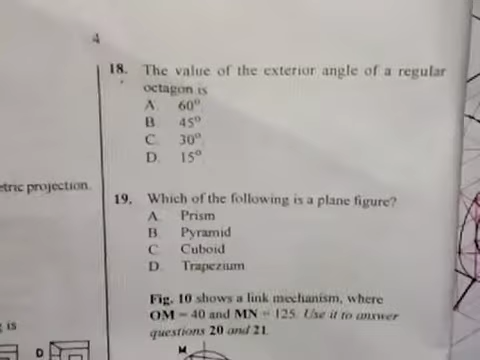 4
18. The value of the exterior angle of a regular
octagon is
A. 60°
B. 45°
C. 30°
D. 15°
etric projection.
19. Which of the following is a plane figure?
A. Prism
B. Pyramid
C. Cuboid
D. Trapezium
Fig. 10 shows a link mechanism, where
OM = 40 and MN = 125. Use it to answer
questions 20 and 21.
is
D
M